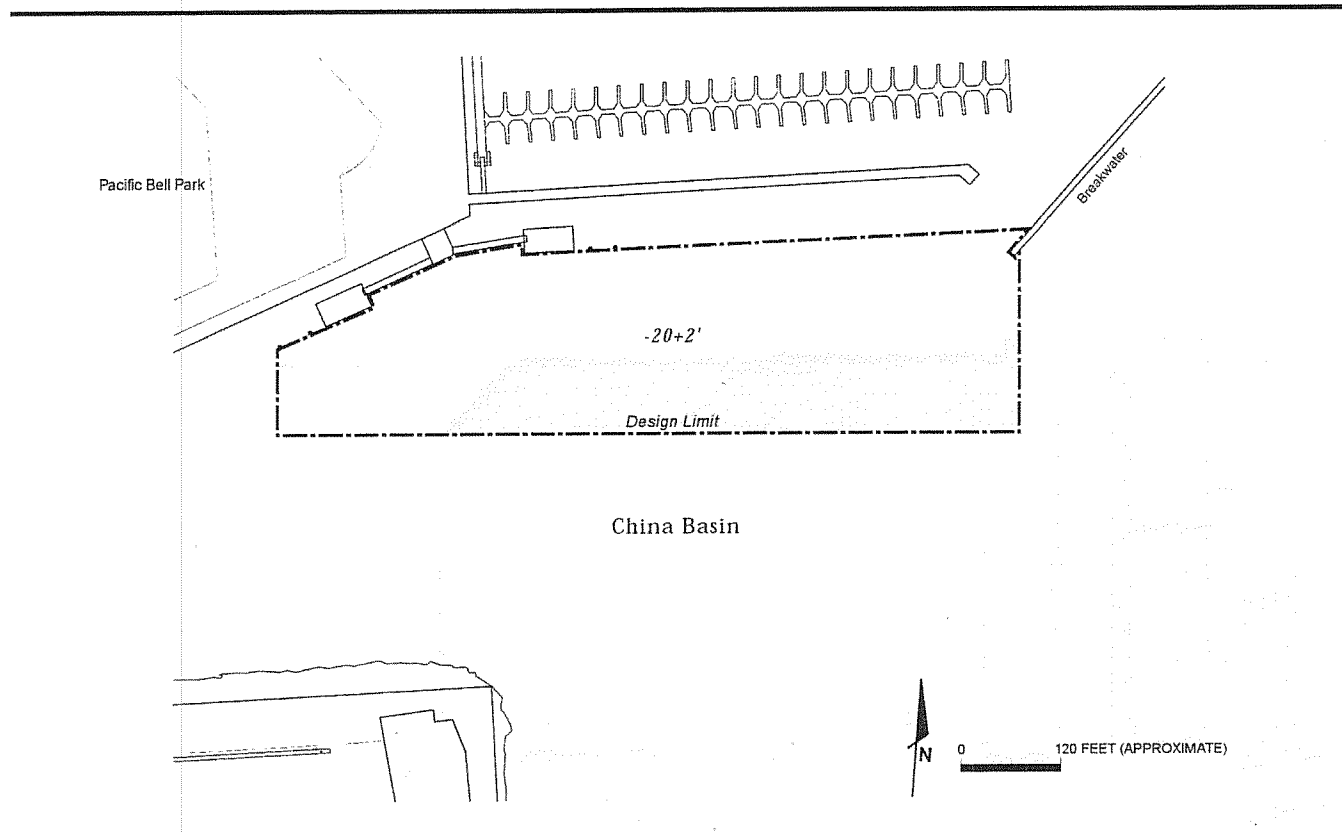 Pacific Bell Park
Breakwater
-20+2'
Design Limit
China Basin
N
0 120 FEET (APPROXIMATE)